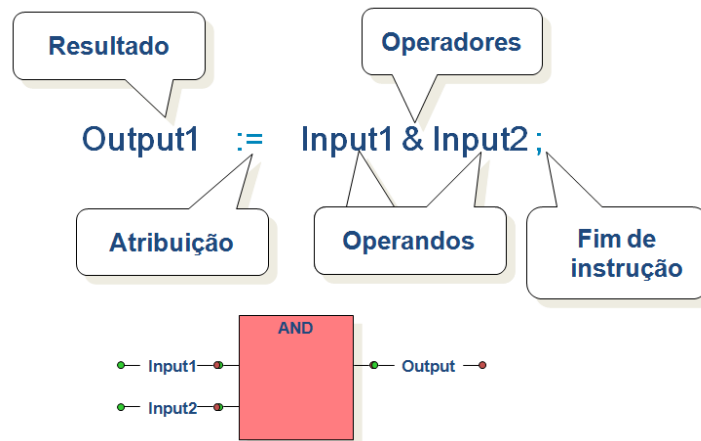 Resultado
Operadores
Output1 := Input1 & Input2 ;
Atribuição
Operandos
Fim de
instrução
AND
Input1
Output
Input2